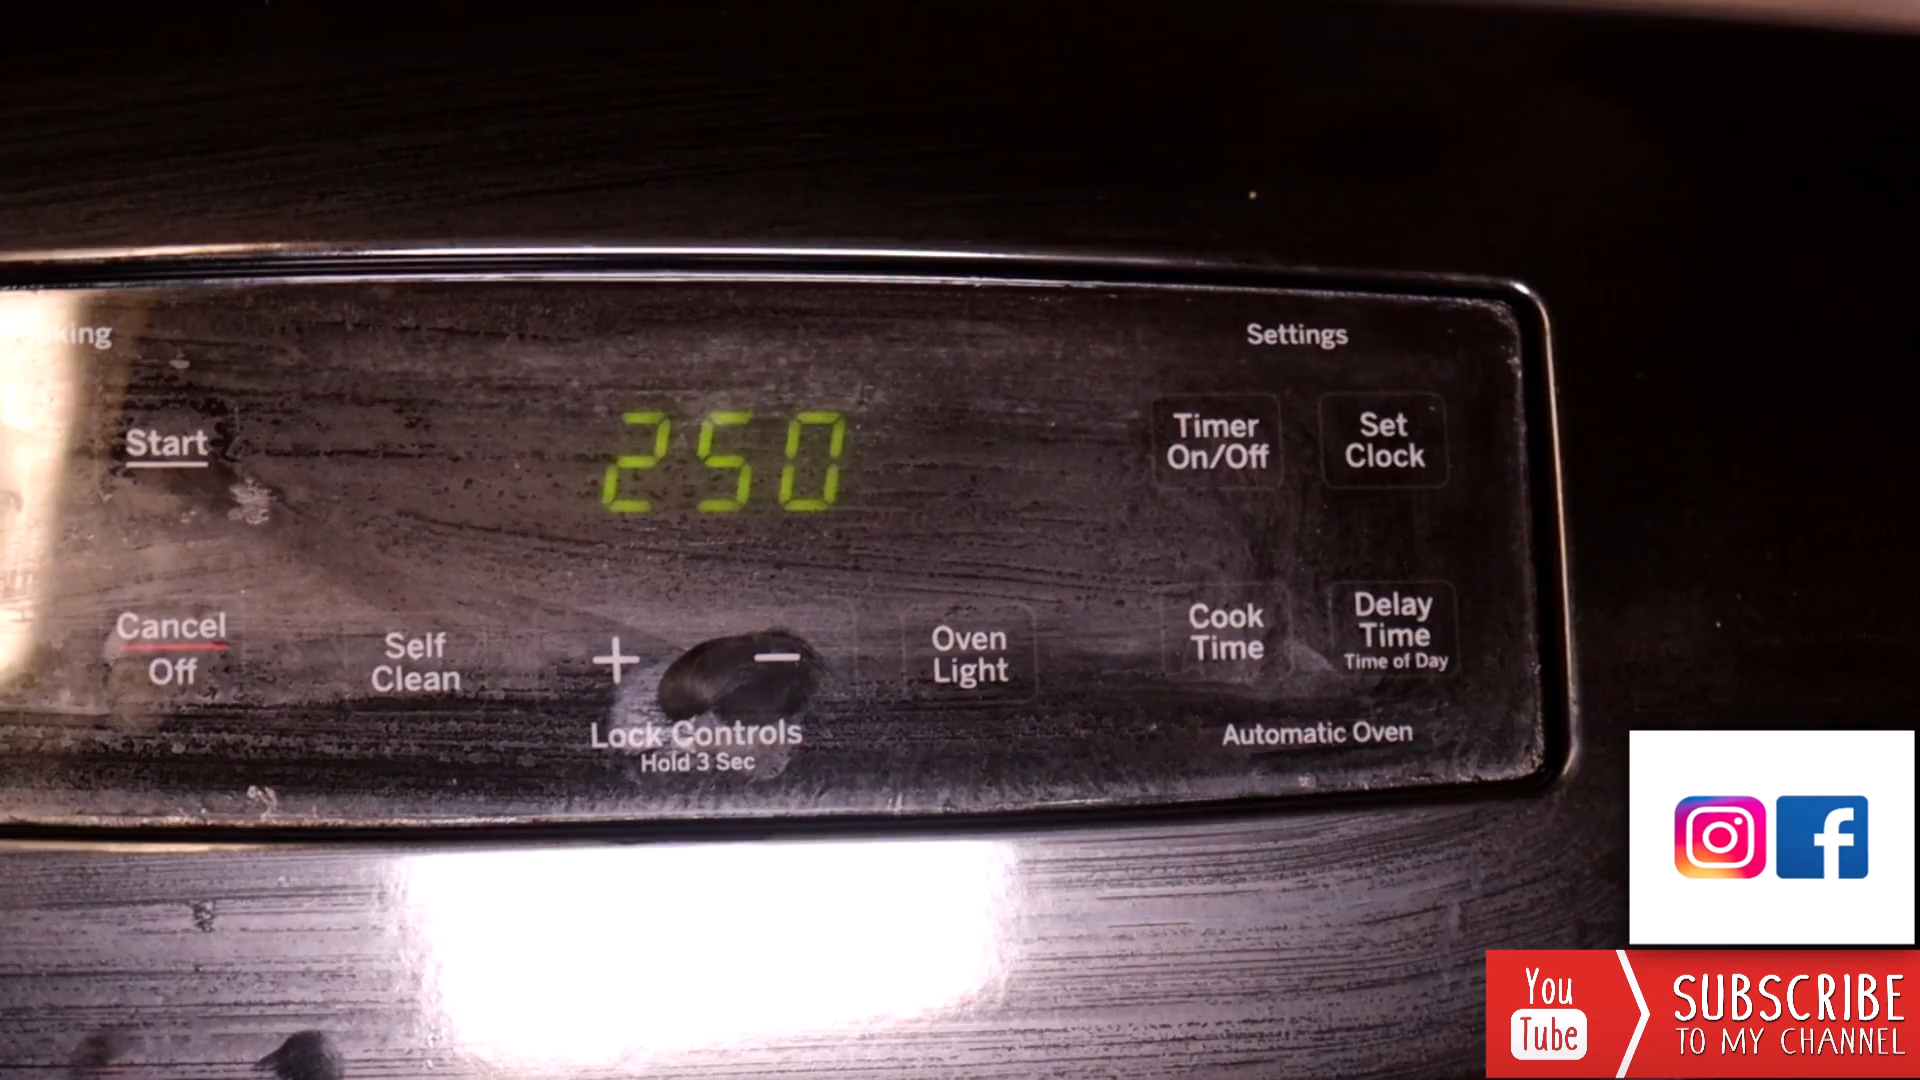 king
Settings
Start
250
Timer
On/Off
Set
Clock
Cancel
Off
Self
Clean
+
−
Lock Controls
Hold 3 Sec
Oven
Light
Cook
Time
Delay
Time
Time of Day
Automatic Oven
You
Tube
SUBSCRIBE
TO MY CHANNEL